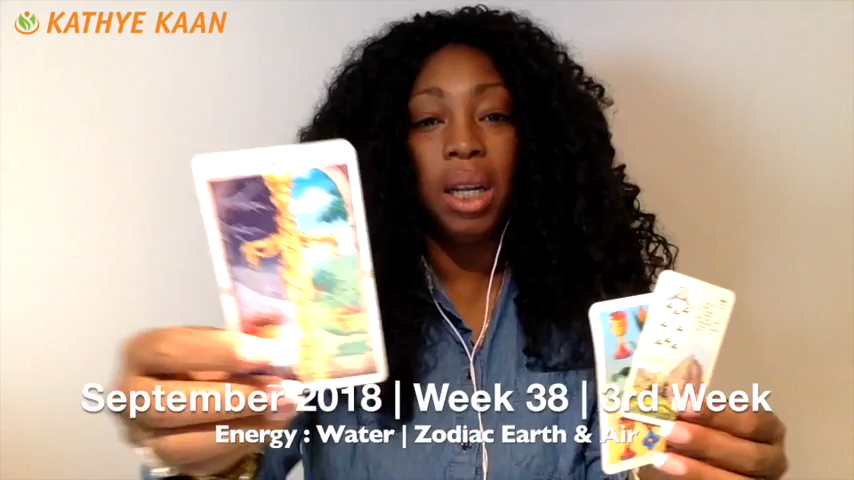 KATHYE KAAN
September 2018 | Week 38 | 3rd Week
Energy : Water | Zodiac Earth & Air